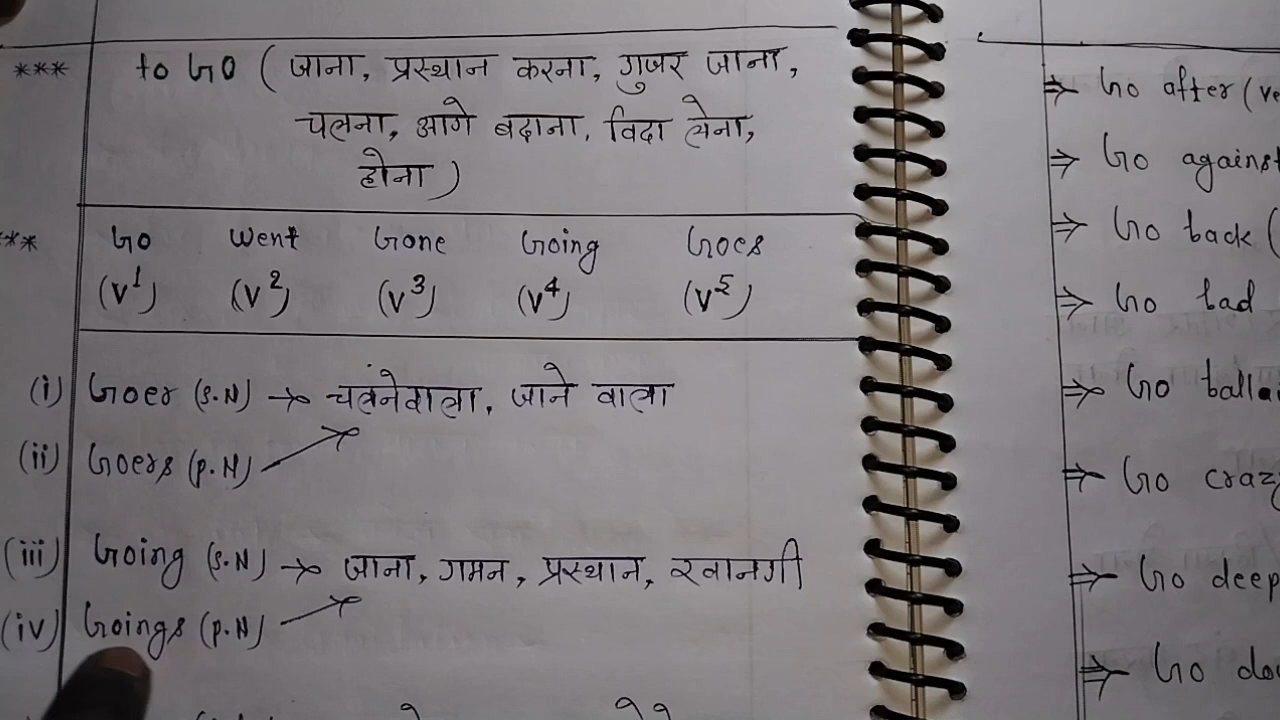 *** to Go ( जाना, प्रस्थान करना, गुजर जाना,
चलना, आगे बढ़ाना, विदा लेना,
होना )
** Go Went Gone Going Goes
(V1) (V2) (V3) (V4) (V5)
(i) Goer (S.N) → चलनेवाला, जाने वाला
(ii) Goers (P.N) →
(iii) Going (S.N) → जाना, गमन, प्रस्थान, रवानगी
(iv) Goings (P.N) →
⇒ Go after (ve
⇒ Go against
⇒ Go back (
⇒ Go bad
⇒ Go balla
⇒ Go craz
⇒ Go deep
⇒ Go do